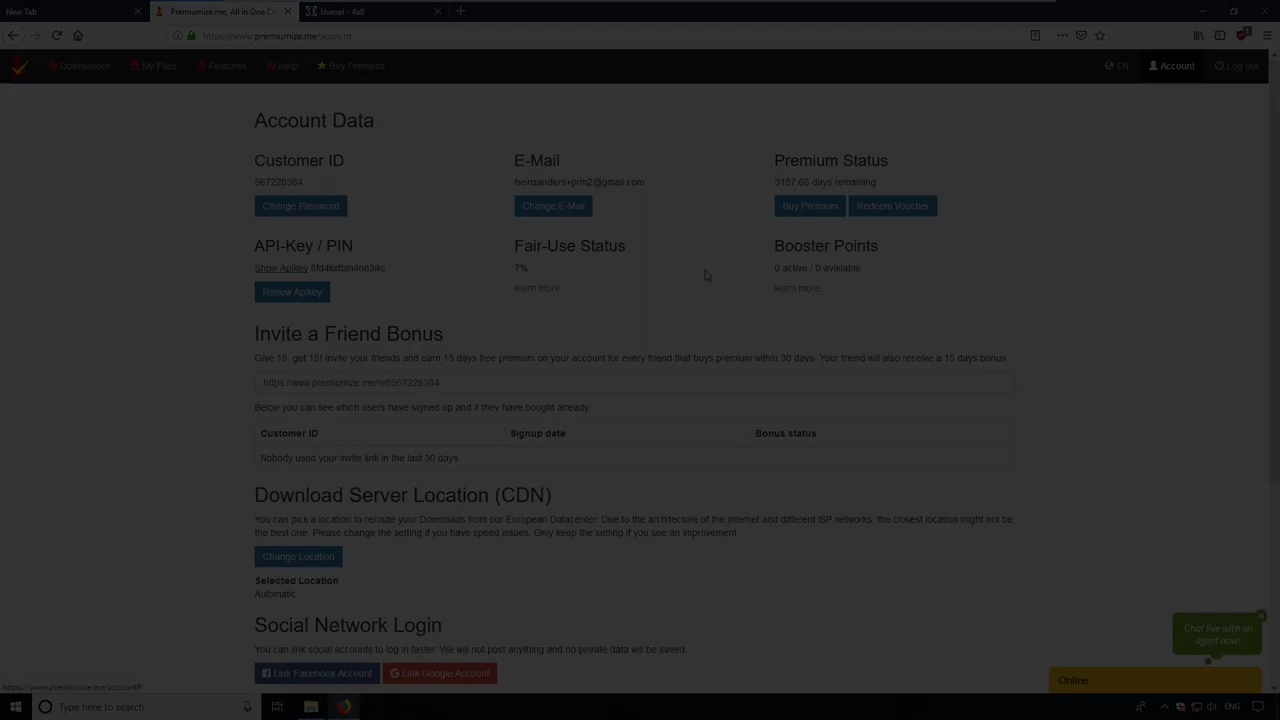 New Tab
Premiumize.me, All in One Cl
Usenet - 4all
https://www.premiumize.me/account
Downloader
My Files
Features
Help
Buy Premium
EN
Account
Log out
Account Data
Customer ID
E-Mail
Premium Status
567228384
heinzanders+prm2@gmail.com
3157.68 days remaining
Change Password
Change E-Mail
Buy Premium
Redeem Voucher
API-Key / PIN
Fair-Use Status
Booster Points
Show Apikey
7%
0 active / 0 available
Renew Apikey
learn more
learn more
Invite a Friend Bonus
Give 15, get 15! Invite your friends and earn 15 days free premium on your account for every friend that buys premium within 30 days. Your friend will also receive a 15 days bonus.
https://www.premiumize.me/ref/567228384
Below you can see which users have signed up and if they have bought already
Customer ID
Signup date
Bonus status
Nobody used your invite link in the last 30 days.
Download Server Location (CDN)
You can pick a location to reroute your Downloads from our European Datacenter. Due to the architecture of the internet and different ISP networks, the closest location might not be
the best one. Please change the setting if you have speed issues. Only keep the setting if you see an improvement.
Change Location
Selected Location
Automatic
Social Network Login
You can link social accounts to log in faster. We will not post anything and no private data will be saved.
Link Facebook Account
Link Google Account
Chat live with an
agent now!
Online
https://www.premiumize.me/account#
Type here to search
ENG